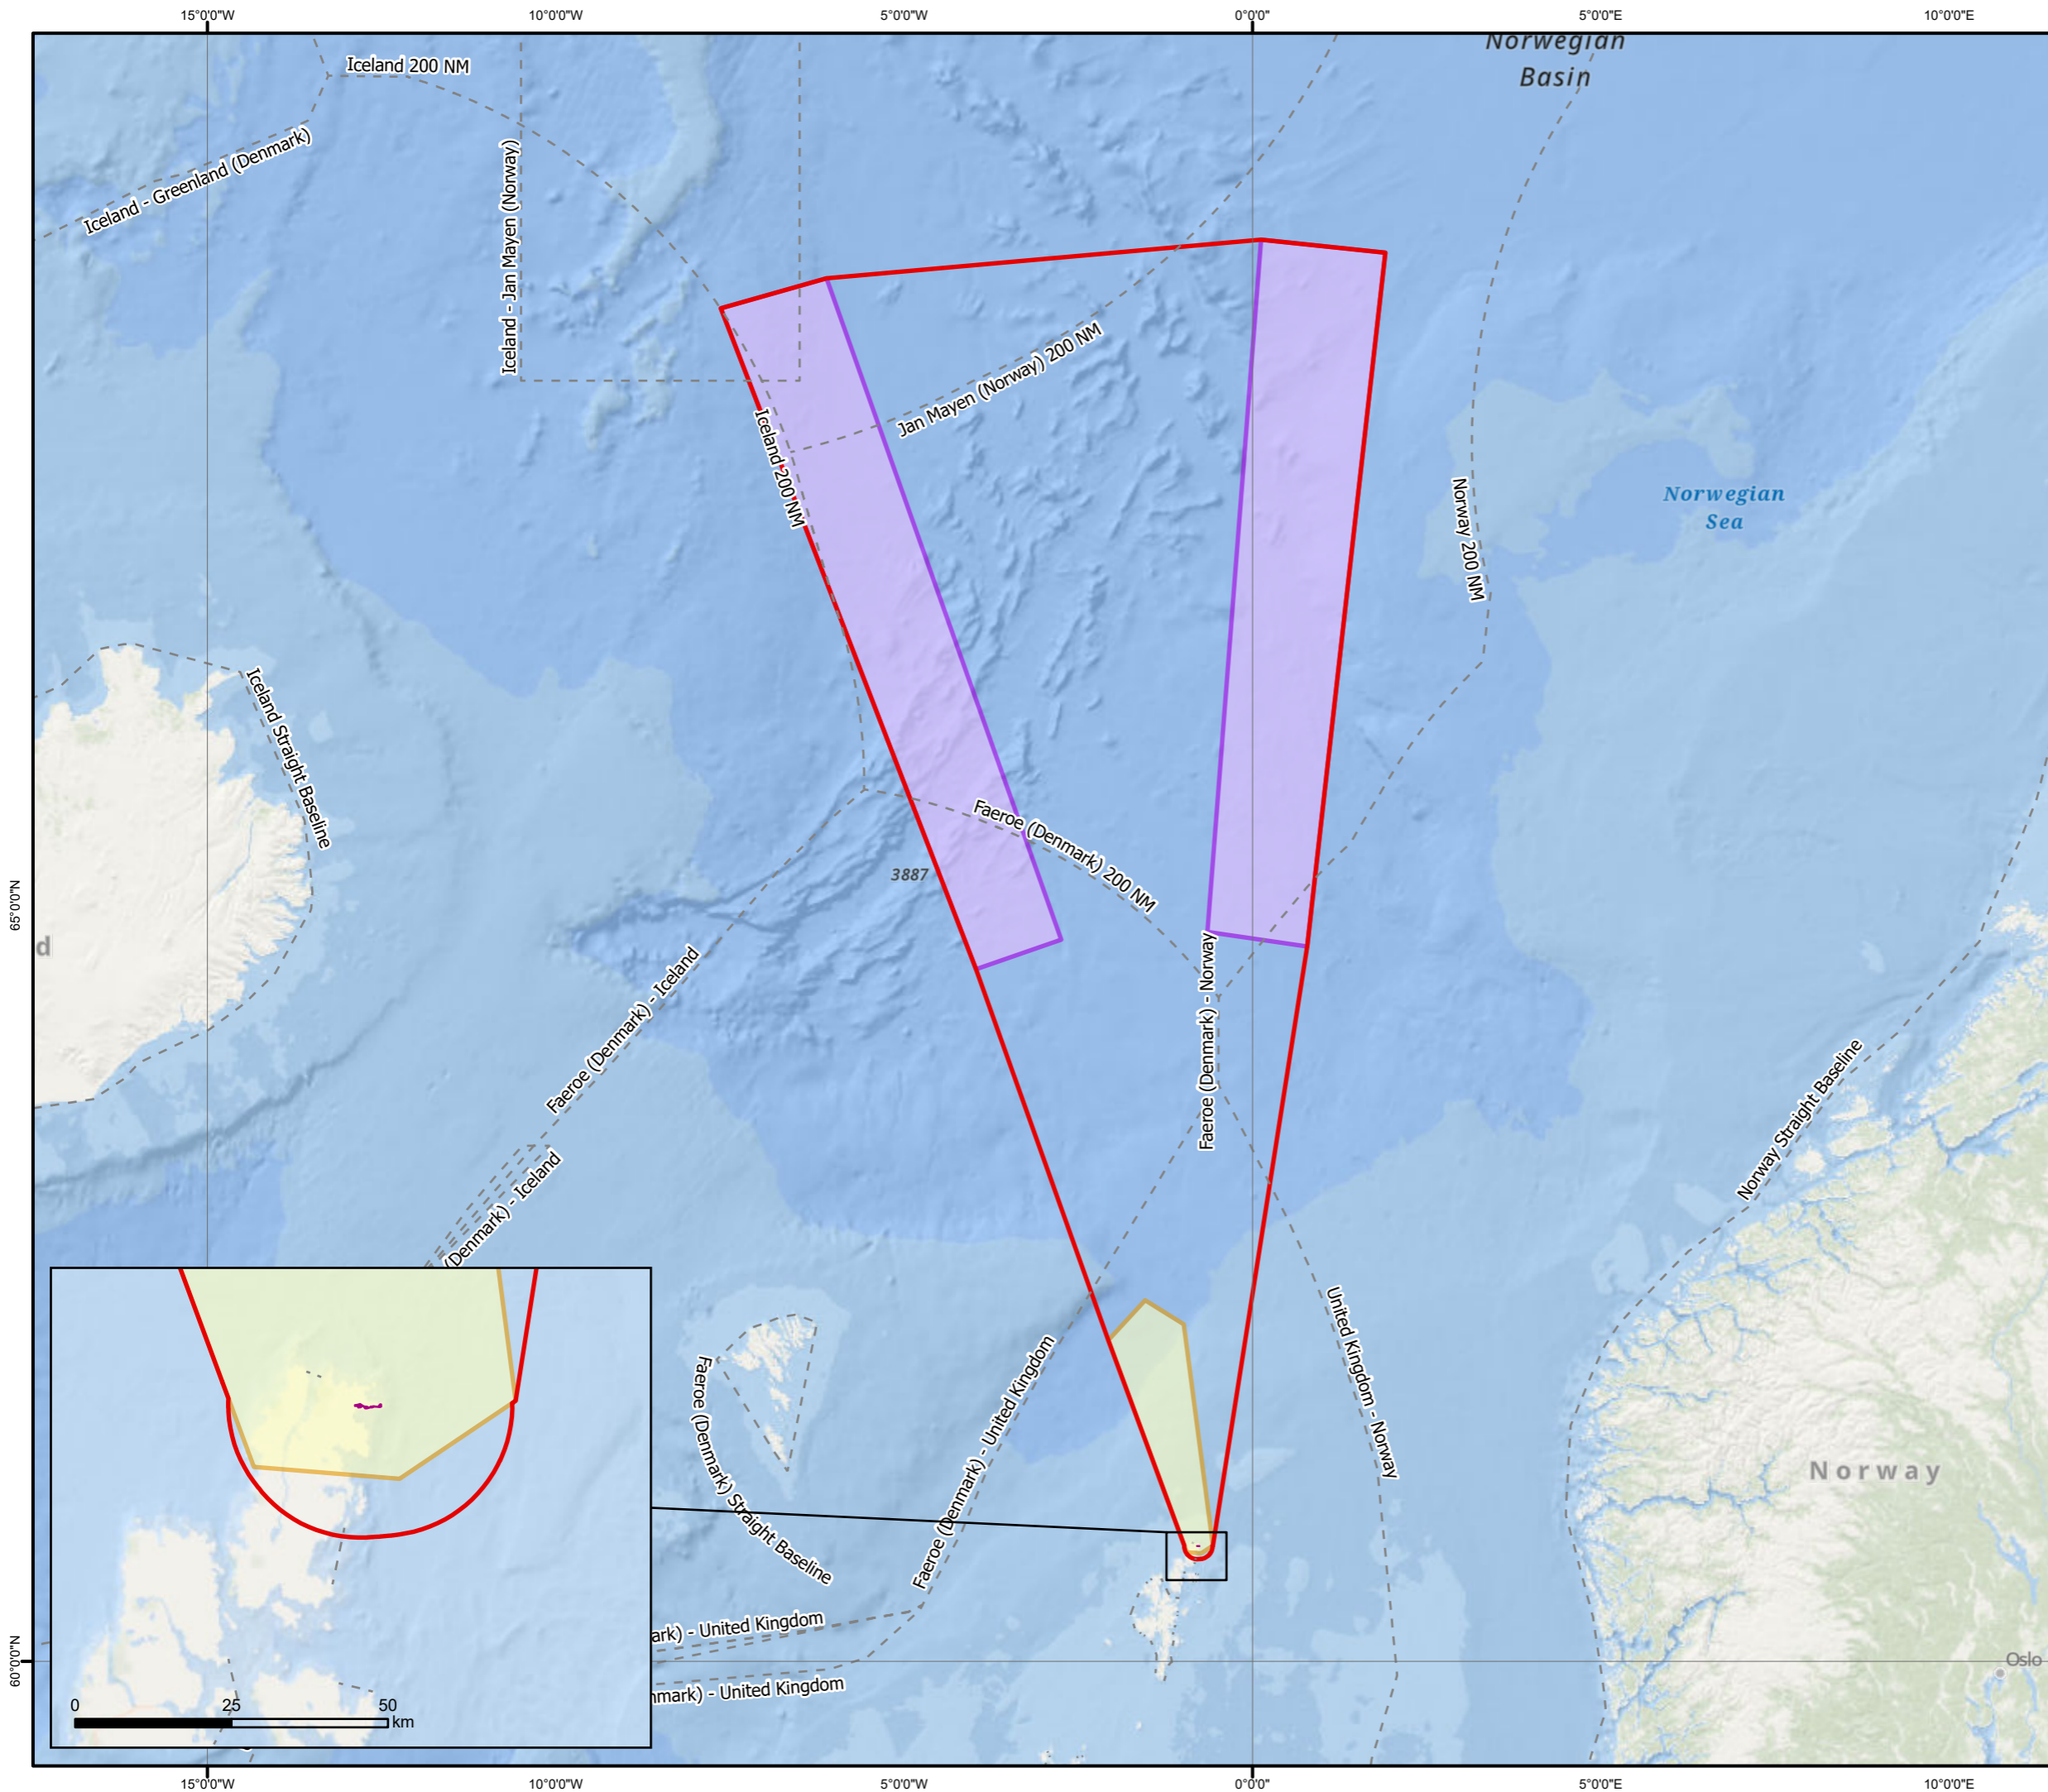 15°0'0"W
10°0'0"W
5°0'0"W
0°0'0"
5°0'0"E
10°0'0"E
Norwegian
Basin
Iceland 200 NM
Iceland - Greenland (Denmark)
Iceland - Jan Mayen (Norway)
Jan Mayen (Norway) 200 NM
Iceland 200 NM
Norway 200 NM
Norwegian
Sea
Iceland Straight Baseline
Faeroe (Denmark) 200 NM
3887
65°0'0"N
d
Faeroe (Denmark) - Iceland
Faeroe (Denmark) - Norway
Norway Straight Baseline
(Denmark) - Iceland
United Kingdom - Norway
Faeroe (Denmark) - United Kingdom
Faeroe (Denmark) Straight Baseline
Norway
60°0'0"N
ark) - United Kingdom
Oslo
nmark) - United Kingdom
0
25
50
km
15°0'0"W
10°0'0"W
5°0'0"W
0°0'0"
5°0'0"E
10°0'0"E